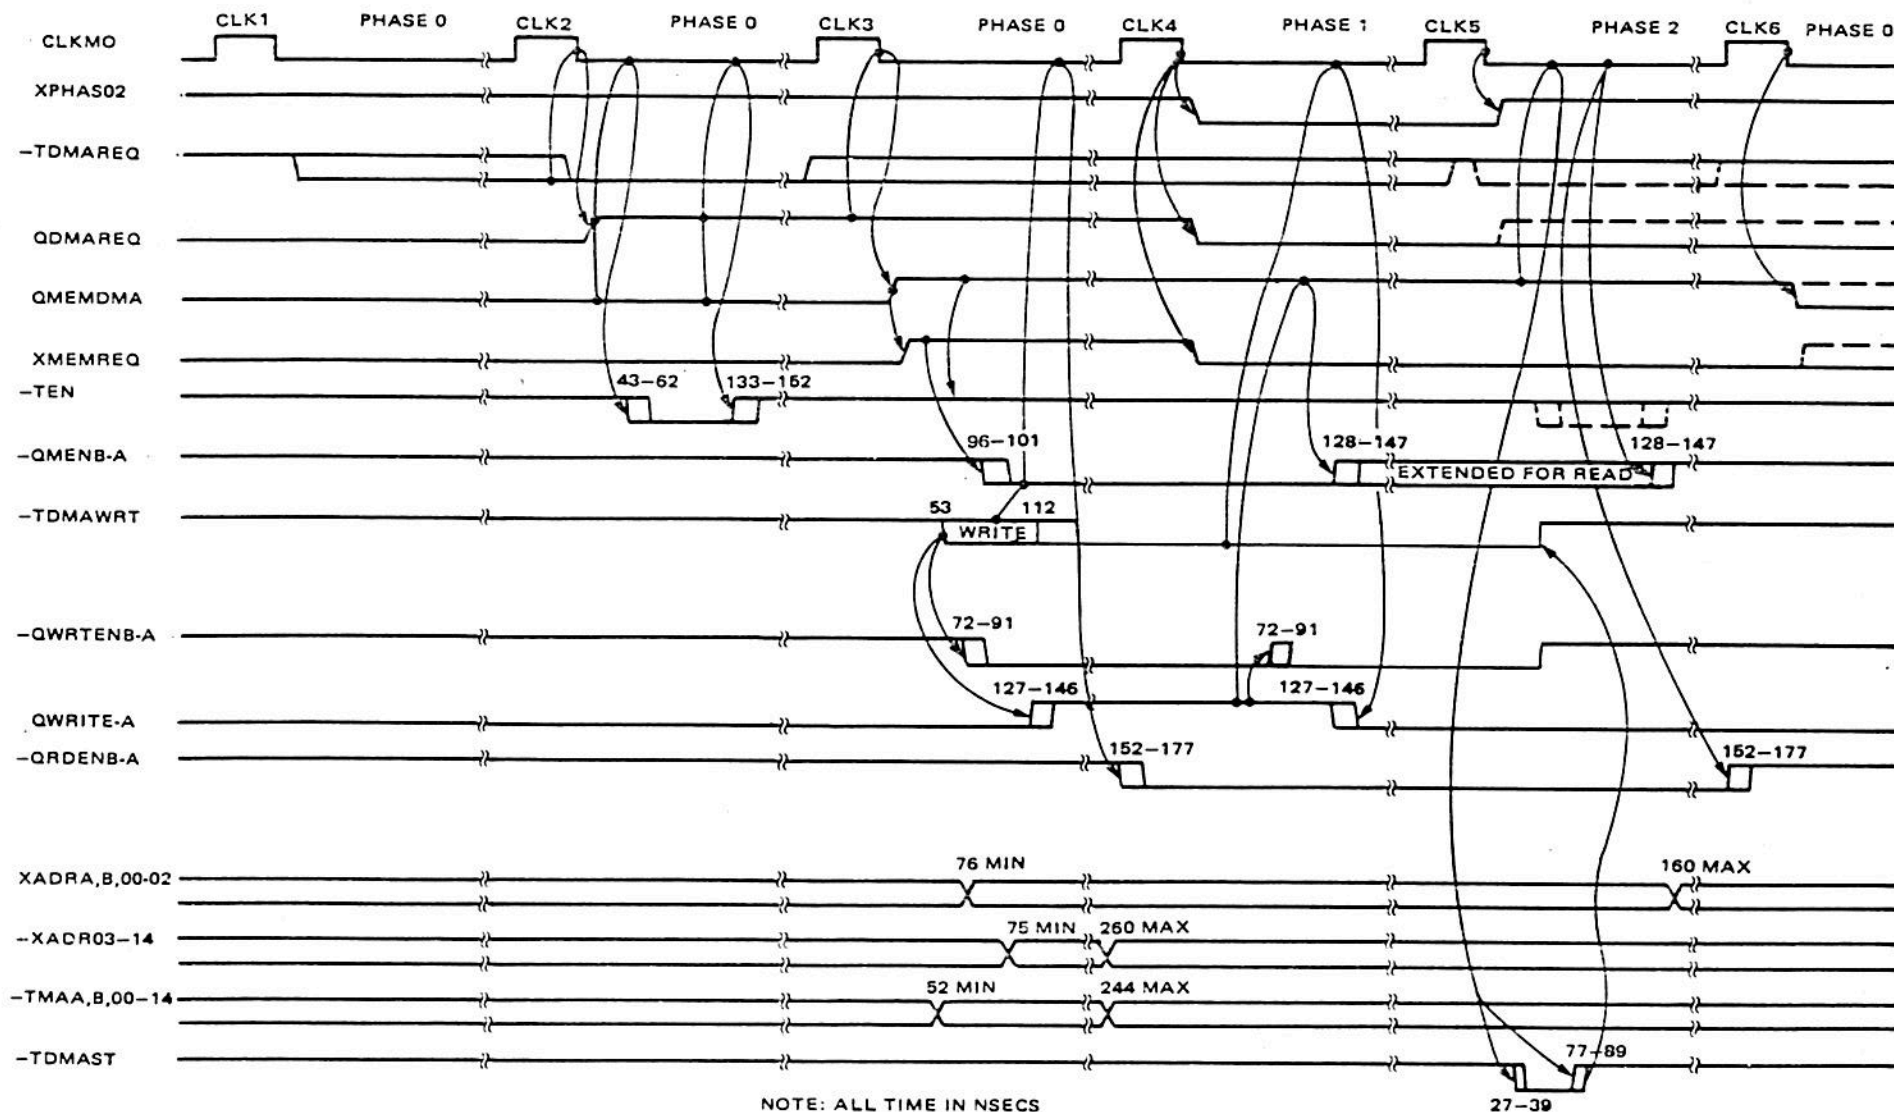 CLK1 PHASE 0 CLK2 PHASE 0 CLK3 PHASE 0 CLK4 PHASE 1 CLK5 PHASE 2 CLK6 PHASE 0
CLKMO
XPHAS02
-TDMAREQ
QDMAREQ
QMEMDMA
XMEMREQ
-TEN 43-62 133-152
-QMENB-A 96-101 128-147 EXTENDED FOR READ 128-147
-TDMAWRT 53 WRITE 112
-QWRTENB-A 72-91 72-91
QWRITE-A 127-146 127-146
-QRDENB-A 152-177 152-177
XADRA,B,00-02 76 MIN 160 MAX
-XADR03-14 75 MIN 260 MAX
-TMAA,B,00-14 52 MIN 244 MAX
-TDMAST 77-89
27-39
NOTE: ALL TIME IN NSECS